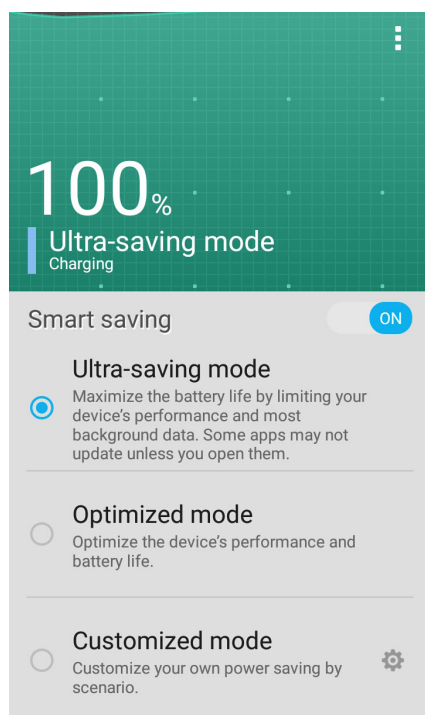 100%
Ultra-saving mode
Charging
Smart saving
ON
Ultra-saving mode
Maximize the battery life by limiting your
device's performance and most
background data. Some apps may not
update unless you open them.
Optimized mode
Optimize the device's performance and
battery life.
Customized mode
Customize your own power saving by
scenario.